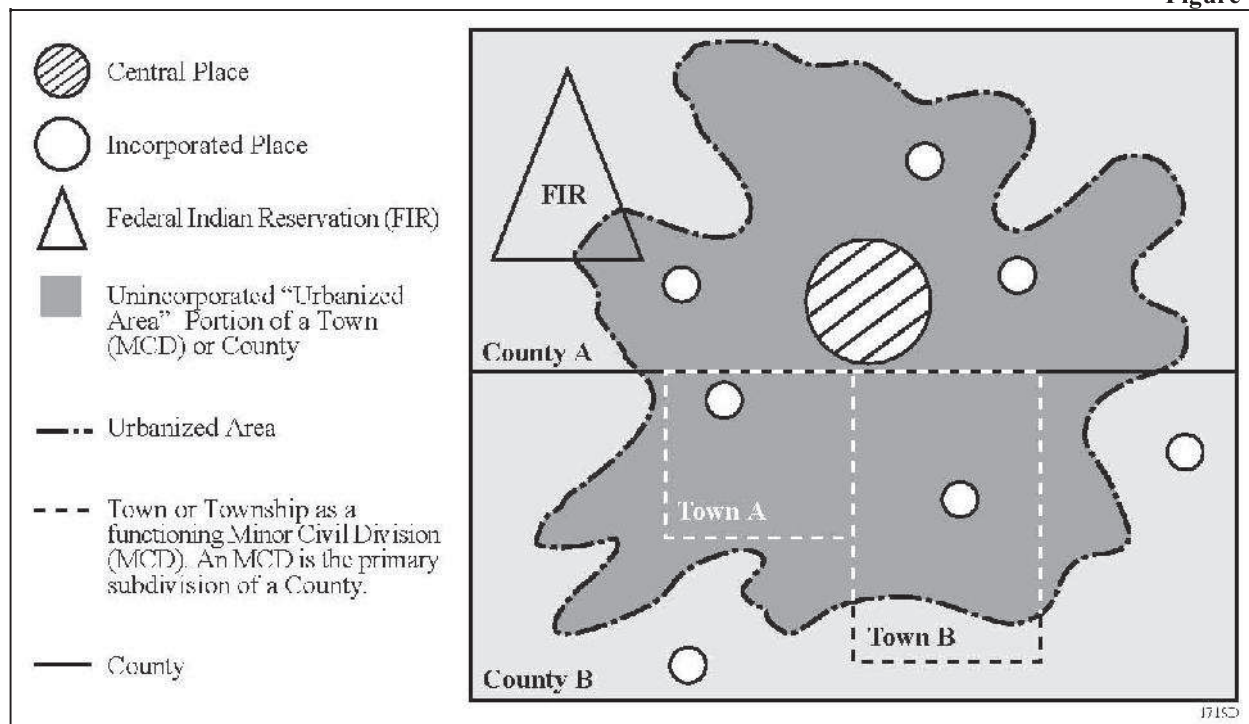 Figure
Central Place
Incorporated Place
Federal Indian Reservation (FIR)
Unincorporated “Urbanized
Area” Portion of a Town
(MCD) or County
Urbanized Area
Town or Township as a
functioning Minor Civil Division
(MCD). An MCD is the primary
subdivision of a County.
County
FIR
County A
Town A
Town B
County B